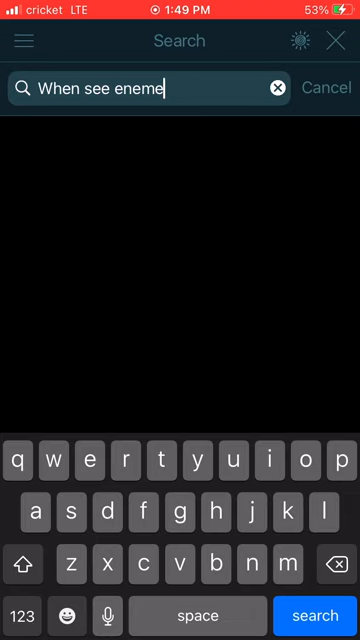 cricket LTE 1:49 PM 53%
Search
When see eneme Cancel
q w e r t y u i o p
a s d f g h j k l
z x c v b n m
123 space search